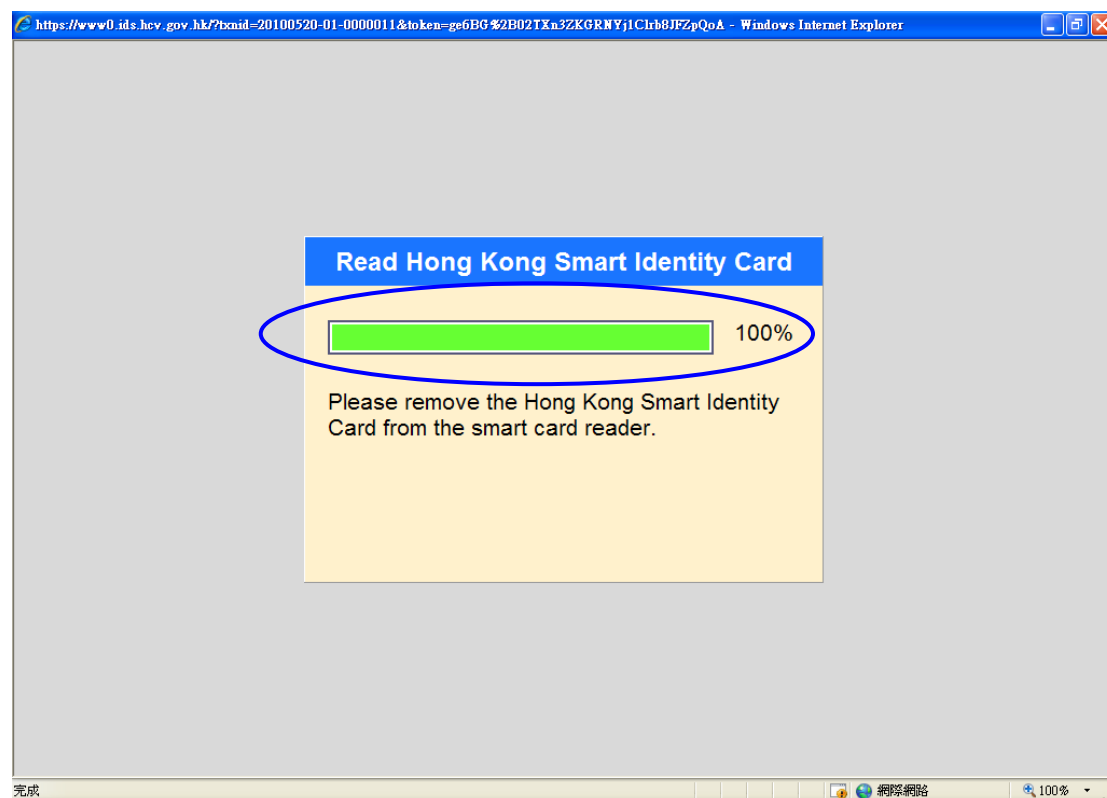 https://www0.ids.hcv.gov.hk/?txnid=20100520-01-0000011&token=ge6BG%2B02TXn3ZKGRNYj1Clrb8JFZpQoA - Windows Internet Explorer
Read Hong Kong Smart Identity Card
100%
Please remove the Hong Kong Smart Identity
Card from the smart card reader.
完成 網際網路 100%